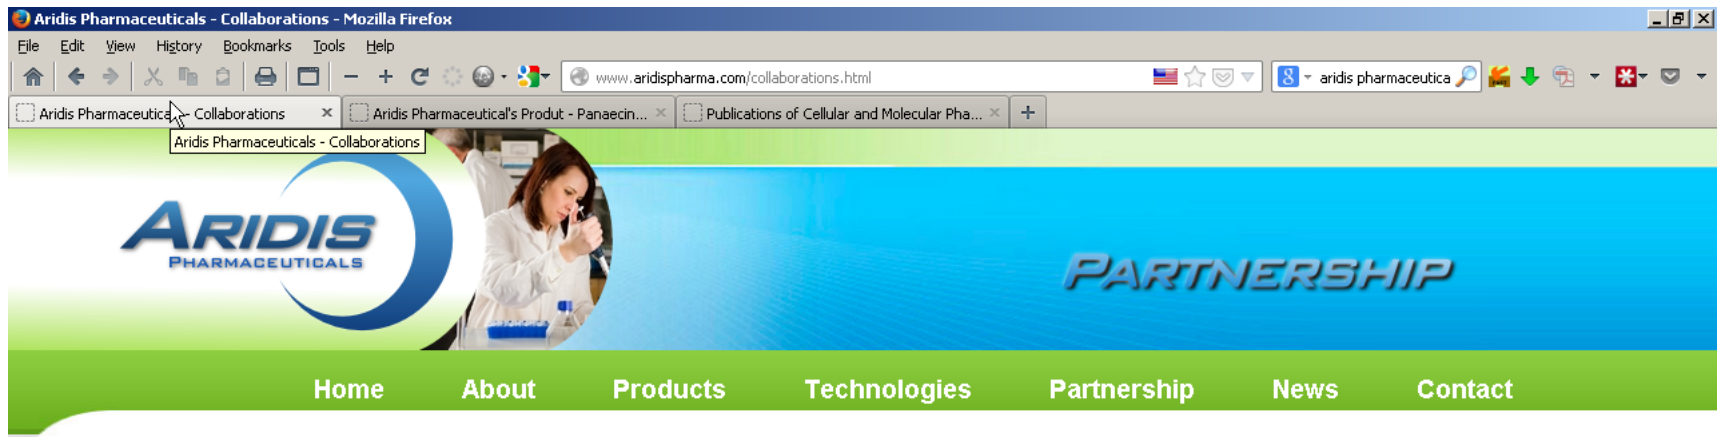 Aridis Pharmaceuticals - Collaborations - Mozilla Firefox
File Edit View History Bookmarks Tools Help
www.aridispharma.com/collaborations.html
8 aridis pharmaceutica
Aridis Pharmaceuticals - Collaborations × Aridis Pharmaceutical's Produt - Panaecin... × Publications of Cellular and Molecular Pha... × +
Aridis Pharmaceuticals - Collaborations
ARIDIS
PHARMACEUTICALS
PARTNERSHIP
Home About Products Technologies Partnership News Contact